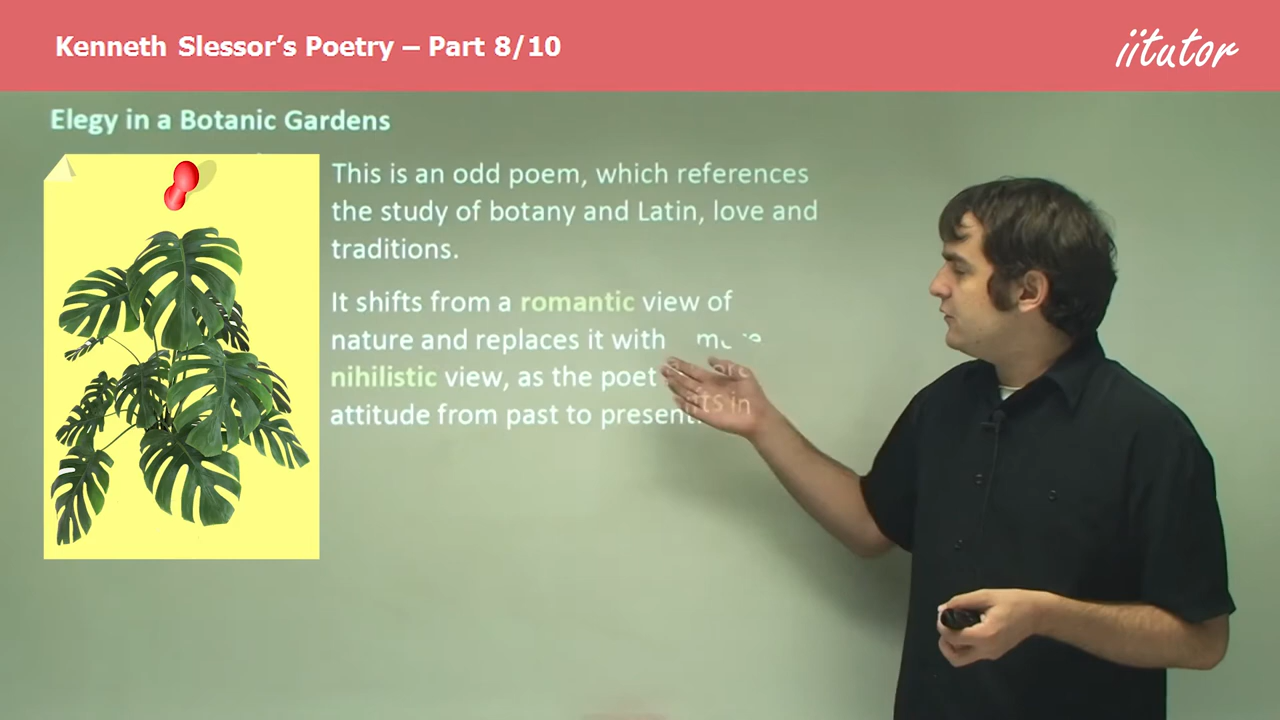 Kenneth Slessor’s Poetry – Part 8/10
iitutor
Elegy in a Botanic Gardens
This is an odd poem, which references
the study of botany and Latin, love and
traditions.
It shifts from a romantic view of
nature and replaces it with more
nihilistic view, as the poet
attitude from past to present.